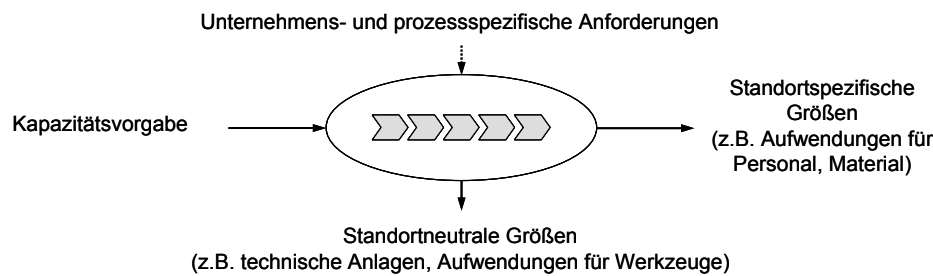 Unternehmens- und prozessspezifische Anforderungen
Kapazitätsvorgabe
Standortspezifische
Größen
(z.B. Aufwendungen für
Personal, Material)
Standortneutrale Größen
(z.B. technische Anlagen, Aufwendungen für Werkzeuge)